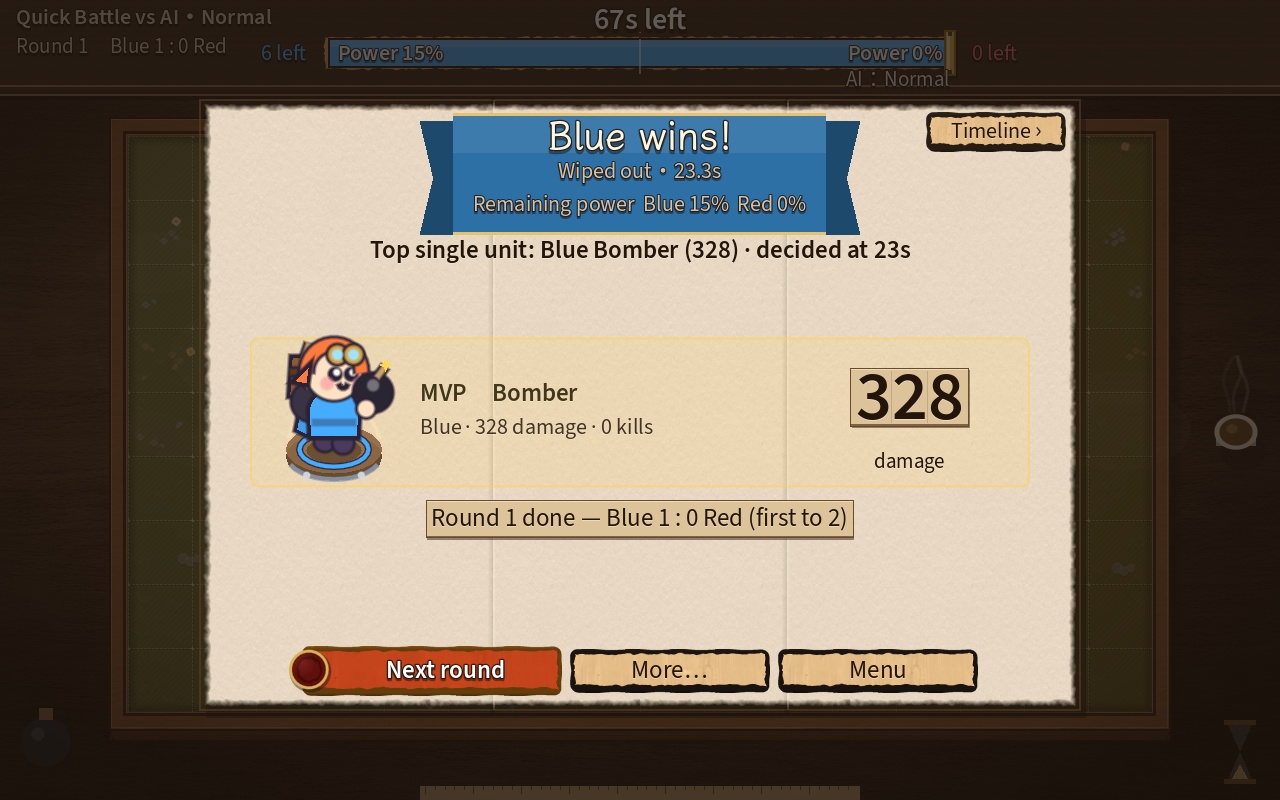 Quick Battle vs AI • Normal
67s left
Round 1 Blue 1 : 0 Red
6 left
Power 15%
Power 0%
0 left
AI：Normal
Timeline ›
Blue wins!
Wiped out • 23.3s
Remaining power Blue 15% Red 0%
Top single unit: Blue Bomber (328) · decided at 23s
MVP Bomber
Blue · 328 damage · 0 kills
328
damage
Round 1 done — Blue 1 : 0 Red (first to 2)
Next round
More…
Menu